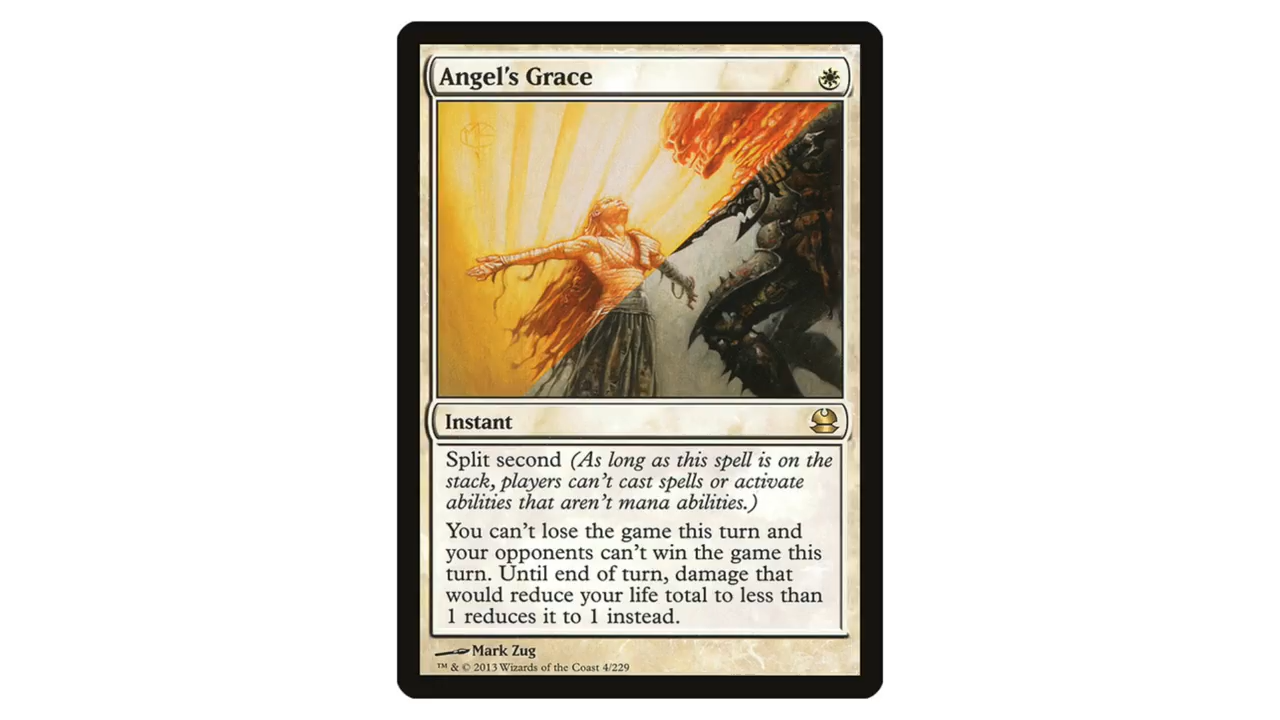 Angel's Grace
Instant
Split second (As long as this spell is on the
stack, players can't cast spells or activate
abilities that aren't mana abilities.)
You can't lose the game this turn and
your opponents can't win the game this
turn. Until end of turn, damage that
would reduce your life total to less than
1 reduces it to 1 instead.
Mark Zug
™ & © 2013 Wizards of the Coast 4/229